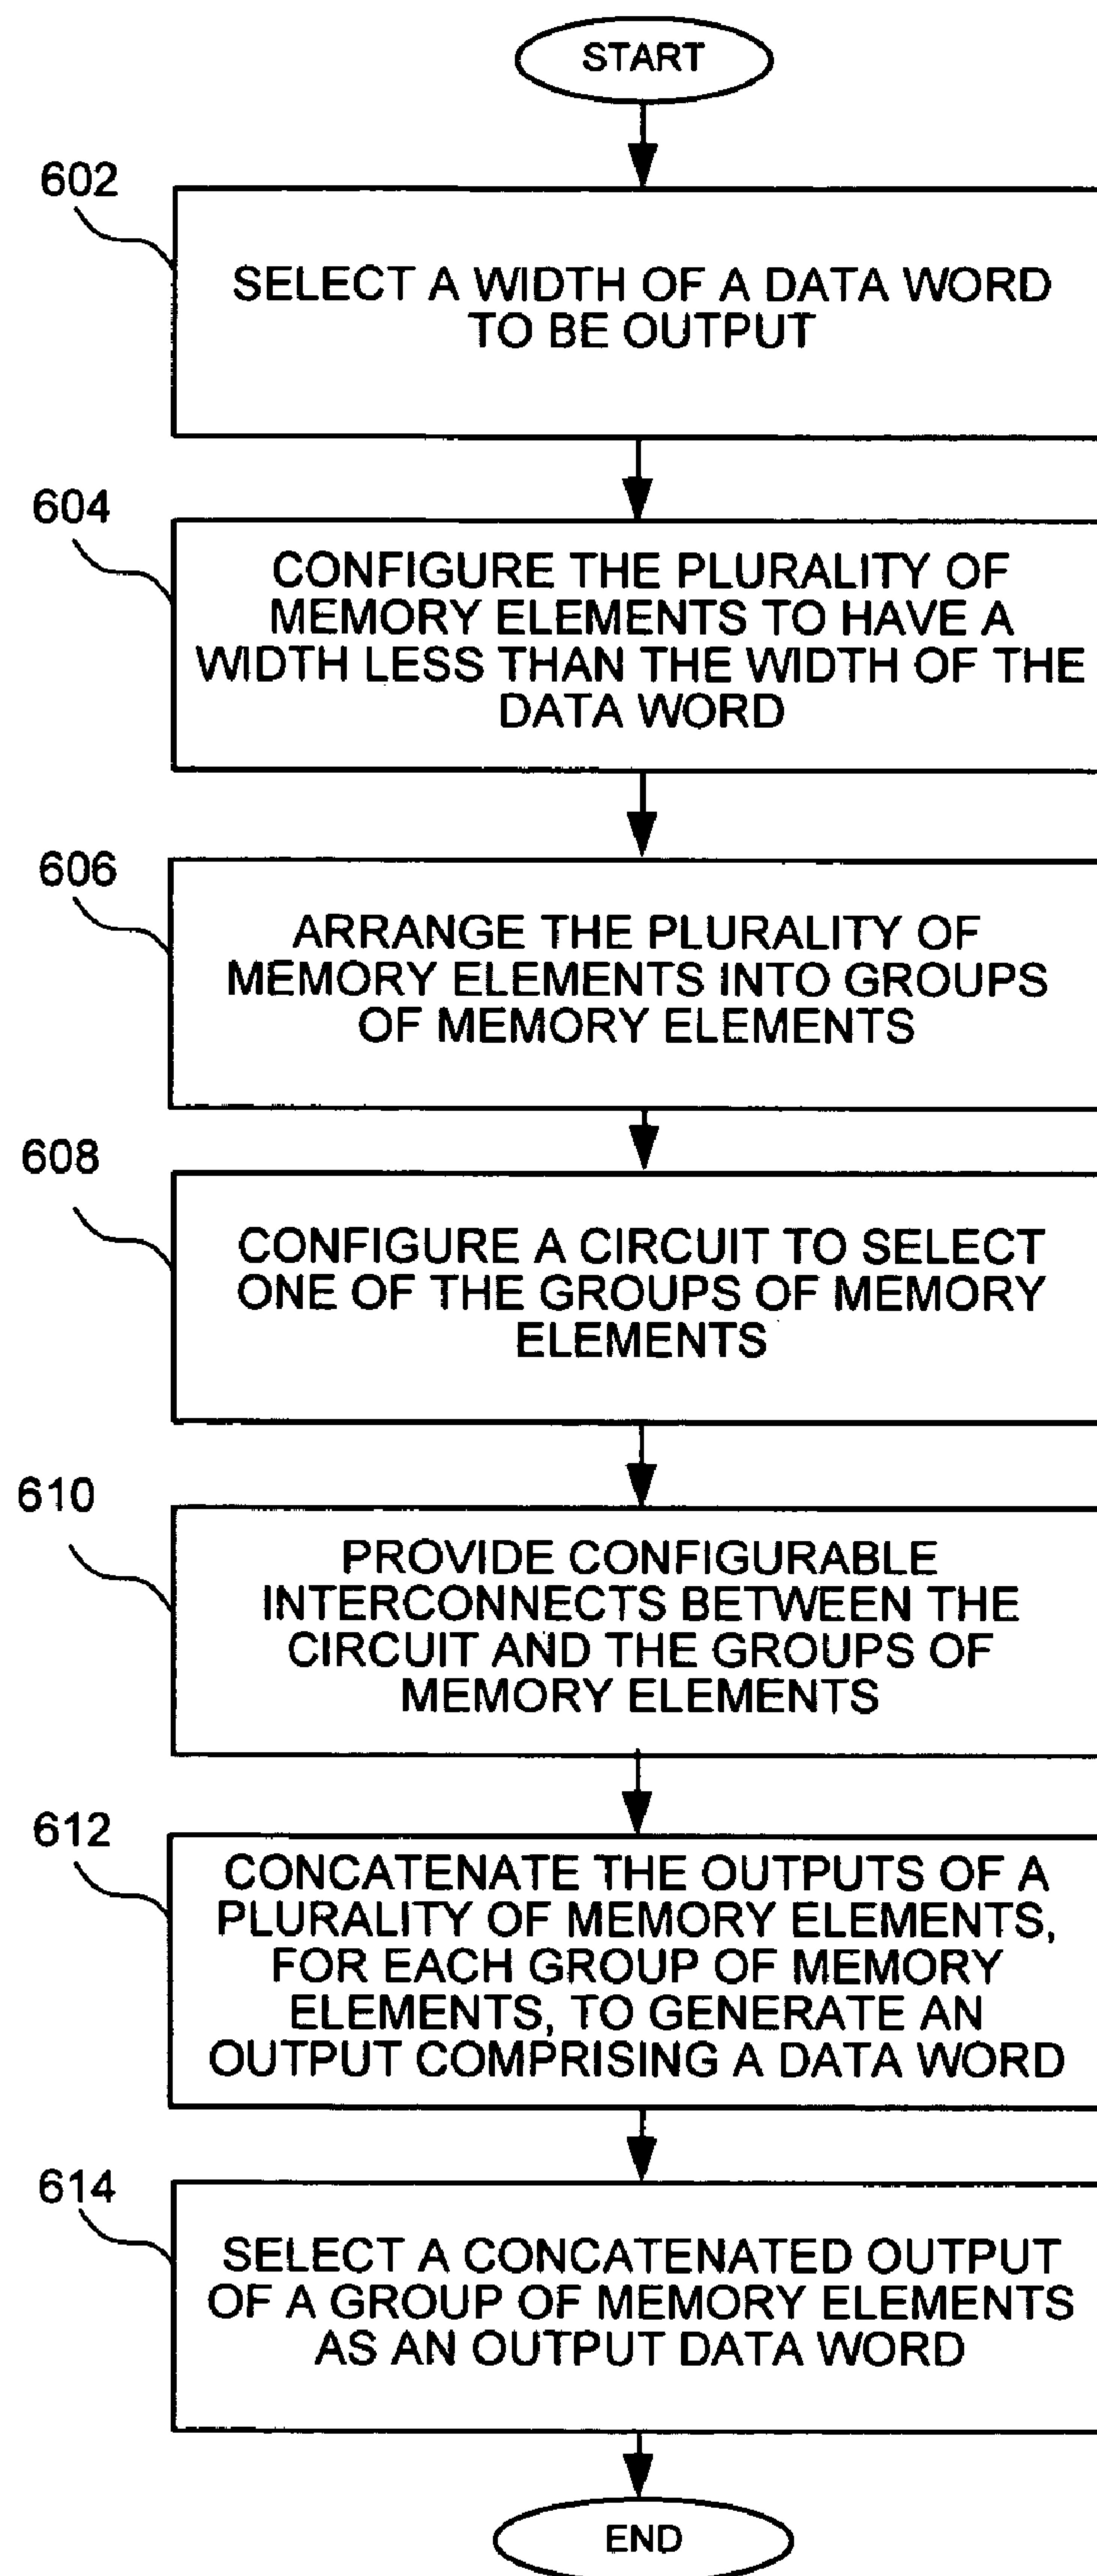 START
602
SELECT A WIDTH OF A DATA WORD
TO BE OUTPUT
604
CONFIGURE THE PLURALITY OF
MEMORY ELEMENTS TO HAVE A
WIDTH LESS THAN THE WIDTH OF THE
DATA WORD
606
ARRANGE THE PLURALITY OF
MEMORY ELEMENTS INTO GROUPS
OF MEMORY ELEMENTS
608
CONFIGURE A CIRCUIT TO SELECT
ONE OF THE GROUPS OF MEMORY
ELEMENTS
610
PROVIDE CONFIGURABLE
INTERCONNECTS BETWEEN THE
CIRCUIT AND THE GROUPS OF
MEMORY ELEMENTS
612
CONCATENATE THE OUTPUTS OF A
PLURALITY OF MEMORY ELEMENTS,
FOR EACH GROUP OF MEMORY
ELEMENTS, TO GENERATE AN
OUTPUT COMPRISING A DATA WORD
614
SELECT A CONCATENATED OUTPUT
OF A GROUP OF MEMORY ELEMENTS
AS AN OUTPUT DATA WORD
END